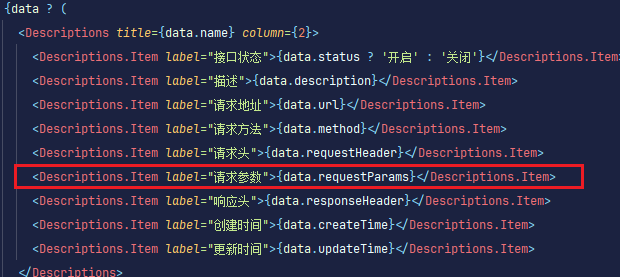 {data ? (
<Descriptions title={data.name} column={2}>
<Descriptions.Item label="接口状态">{data.status ? '开启' : '关闭'}</Descriptions.Item>
<Descriptions.Item label="描述">{data.description}</Descriptions.Item>
<Descriptions.Item label="请求地址">{data.url}</Descriptions.Item>
<Descriptions.Item label="请求方法">{data.method}</Descriptions.Item>
<Descriptions.Item label="请求头">{data.requestHeader}</Descriptions.Item>
<Descriptions.Item label="请求参数">{data.requestParams}</Descriptions.Item>
<Descriptions.Item label="响应头">{data.responseHeader}</Descriptions.Item>
<Descriptions.Item label="创建时间">{data.createTime}</Descriptions.Item>
<Descriptions.Item label="更新时间">{data.updateTime}</Descriptions.Item>
</Descriptions>